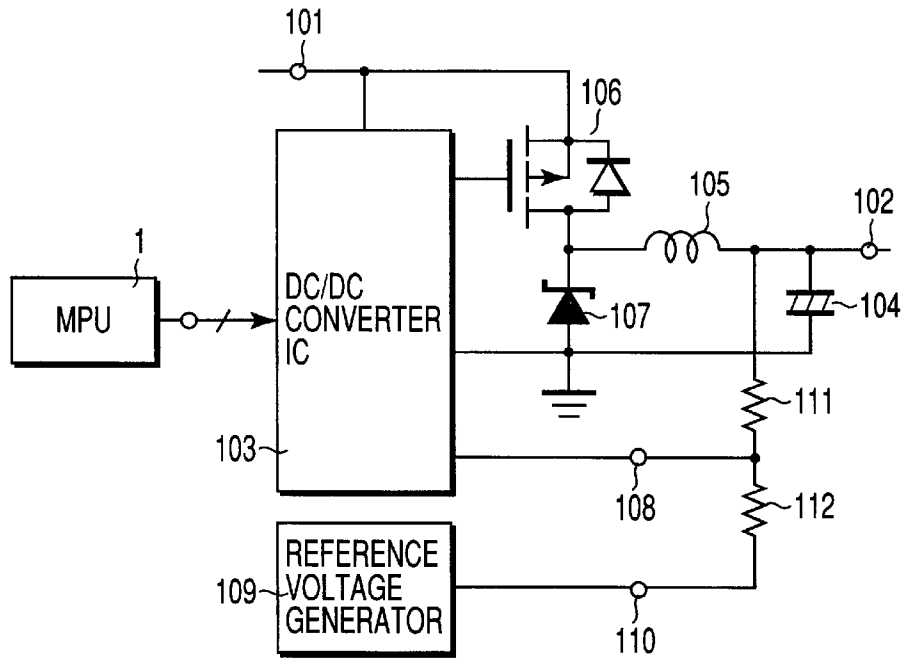 101
106
105
102
1
MPU
DC/DC
CONVERTER
IC
107
104
111
103
108
112
REFERENCE
VOLTAGE
GENERATOR
109
110